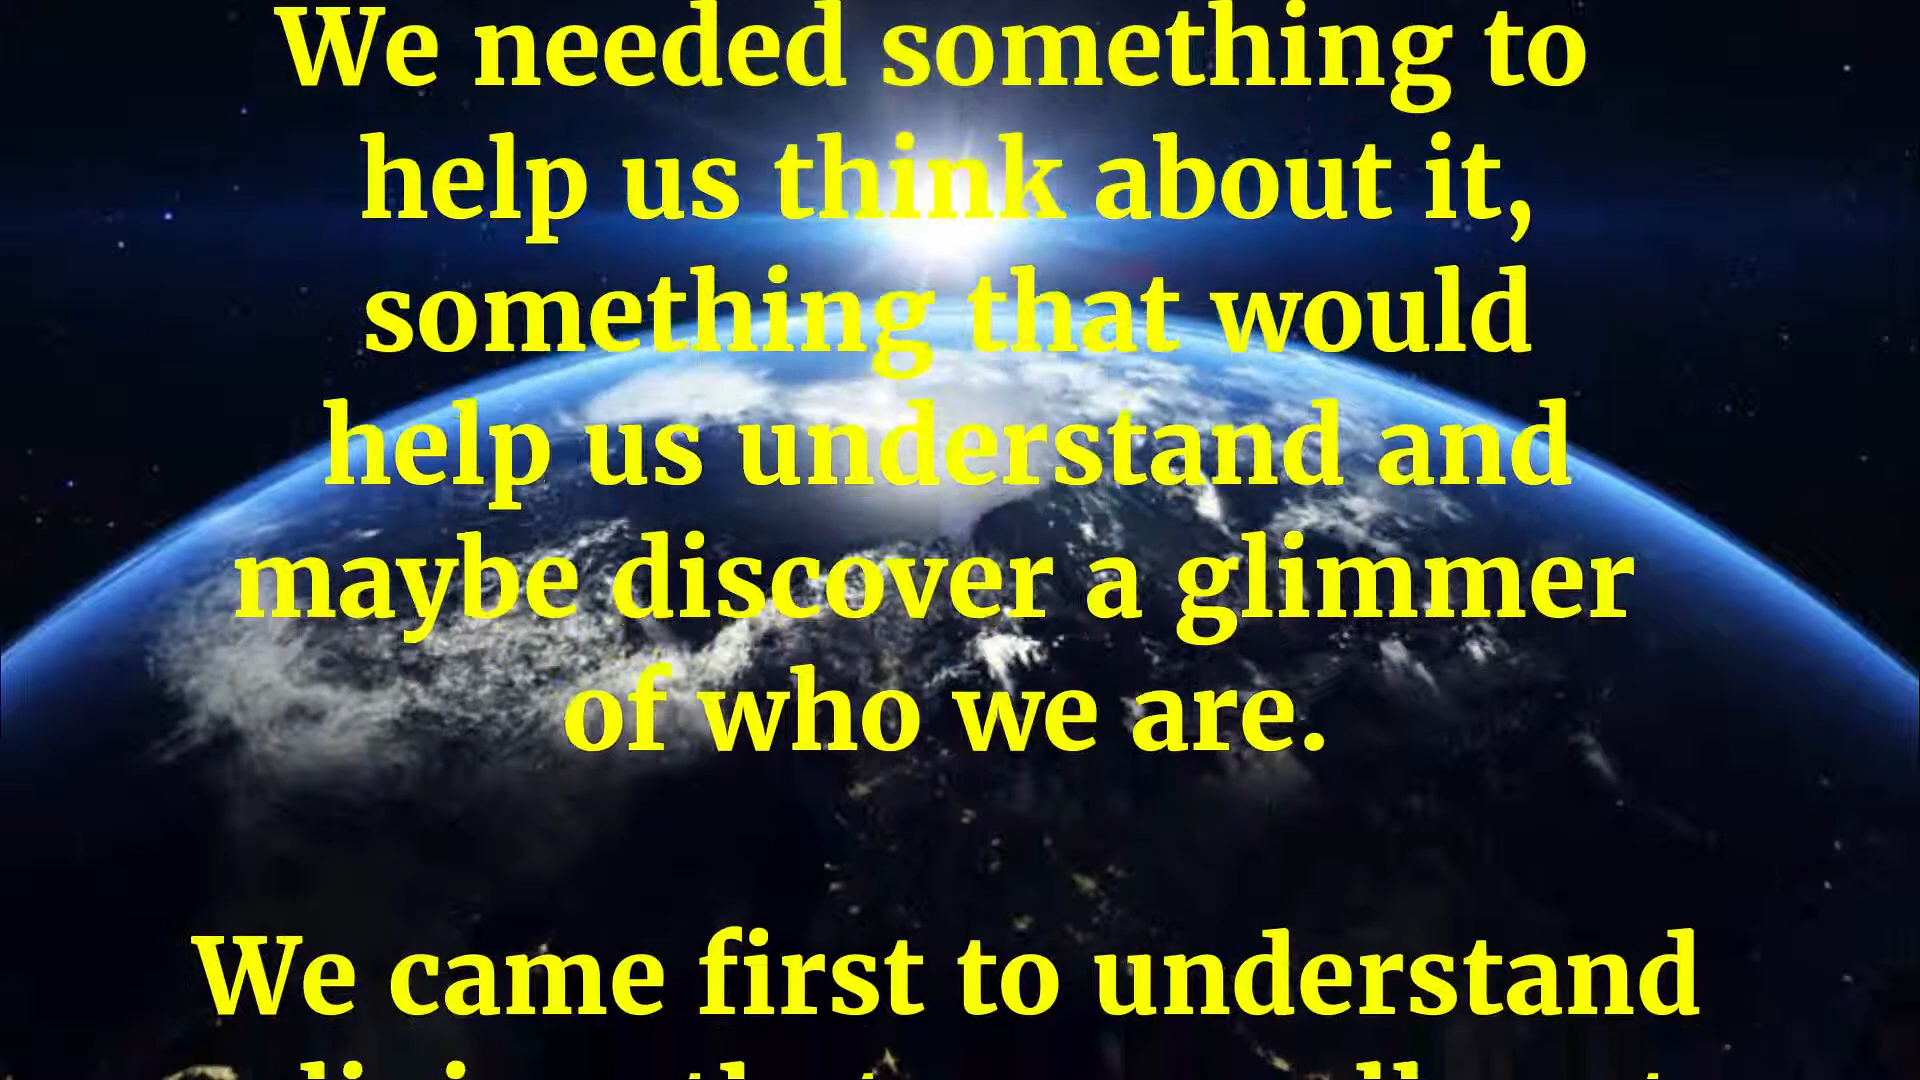 We needed something to
help us think about it,
something that would
help us understand and
maybe discover a glimmer
of who we are.
We came first to understand